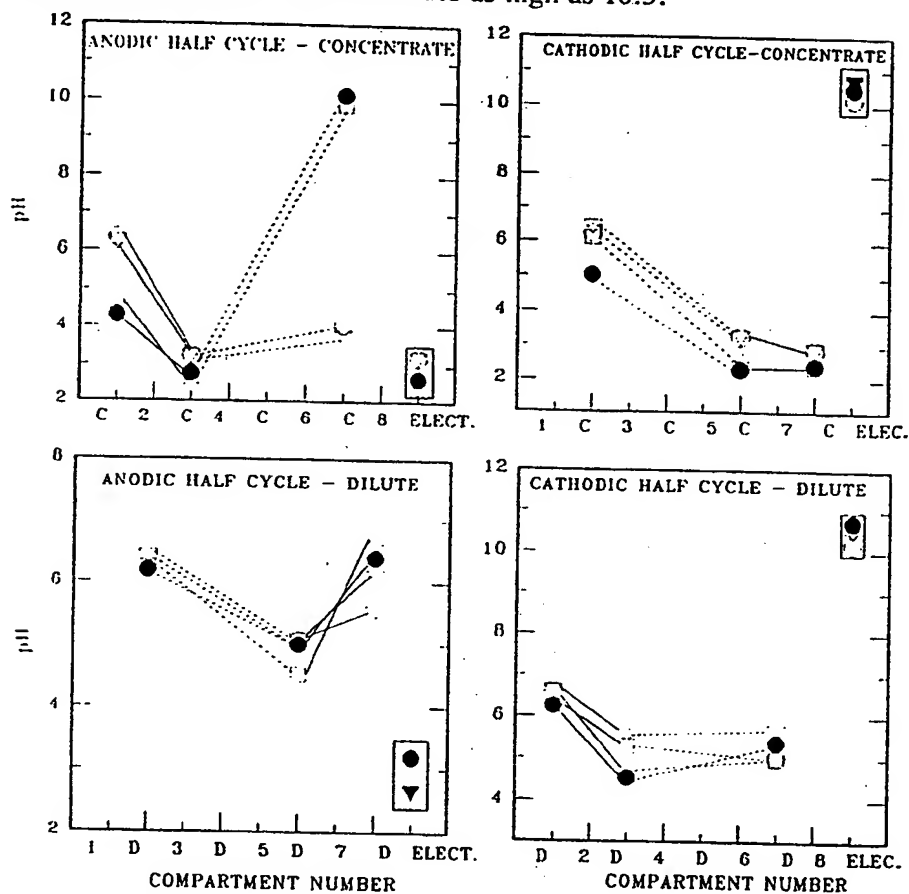 as high as 10.5.
ANODIC HALF CYCLE - CONCENTRATE
pH
12
10
8
6
4
2
C 2 C 4 C 6 C 8 ELECT.
CATHODIC HALF CYCLE-CONCENTRATE
12
10
8
6
4
2
1 C 3 C 5 C 7 C ELEC.
ANODIC HALF CYCLE - DILUTE
pH
8
6
4
2
1 D 3 D 5 D 7 D ELECT.
COMPARTMENT NUMBER
CATHODIC HALF CYCLE - DILUTE
12
10
8
6
4
D 2 D 4 D 6 D 8 ELEC.
COMPARTMENT NUMBER